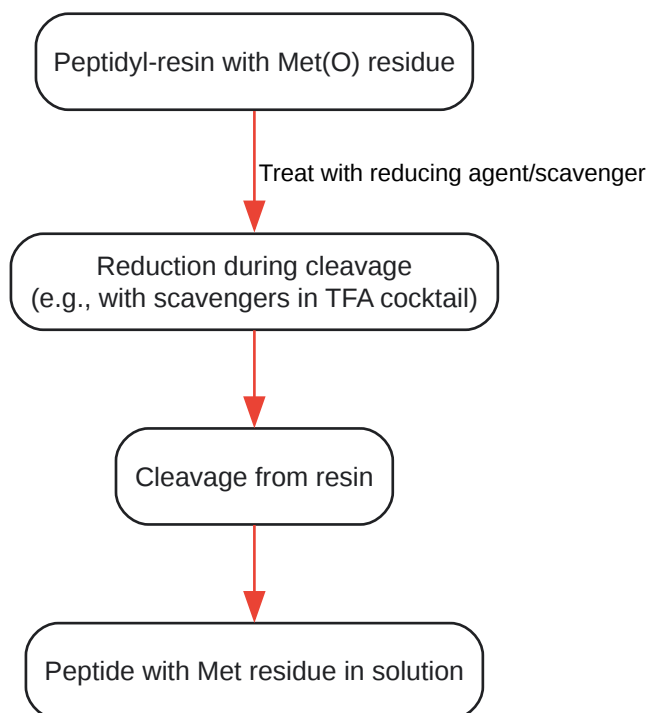 Peptidyl-resin with Met(O) residue
Treat with reducing agent/scavenger
Reduction during cleavage
(e.g., with scavengers in TFA cocktail)
Cleavage from resin
Peptide with Met residue in solution